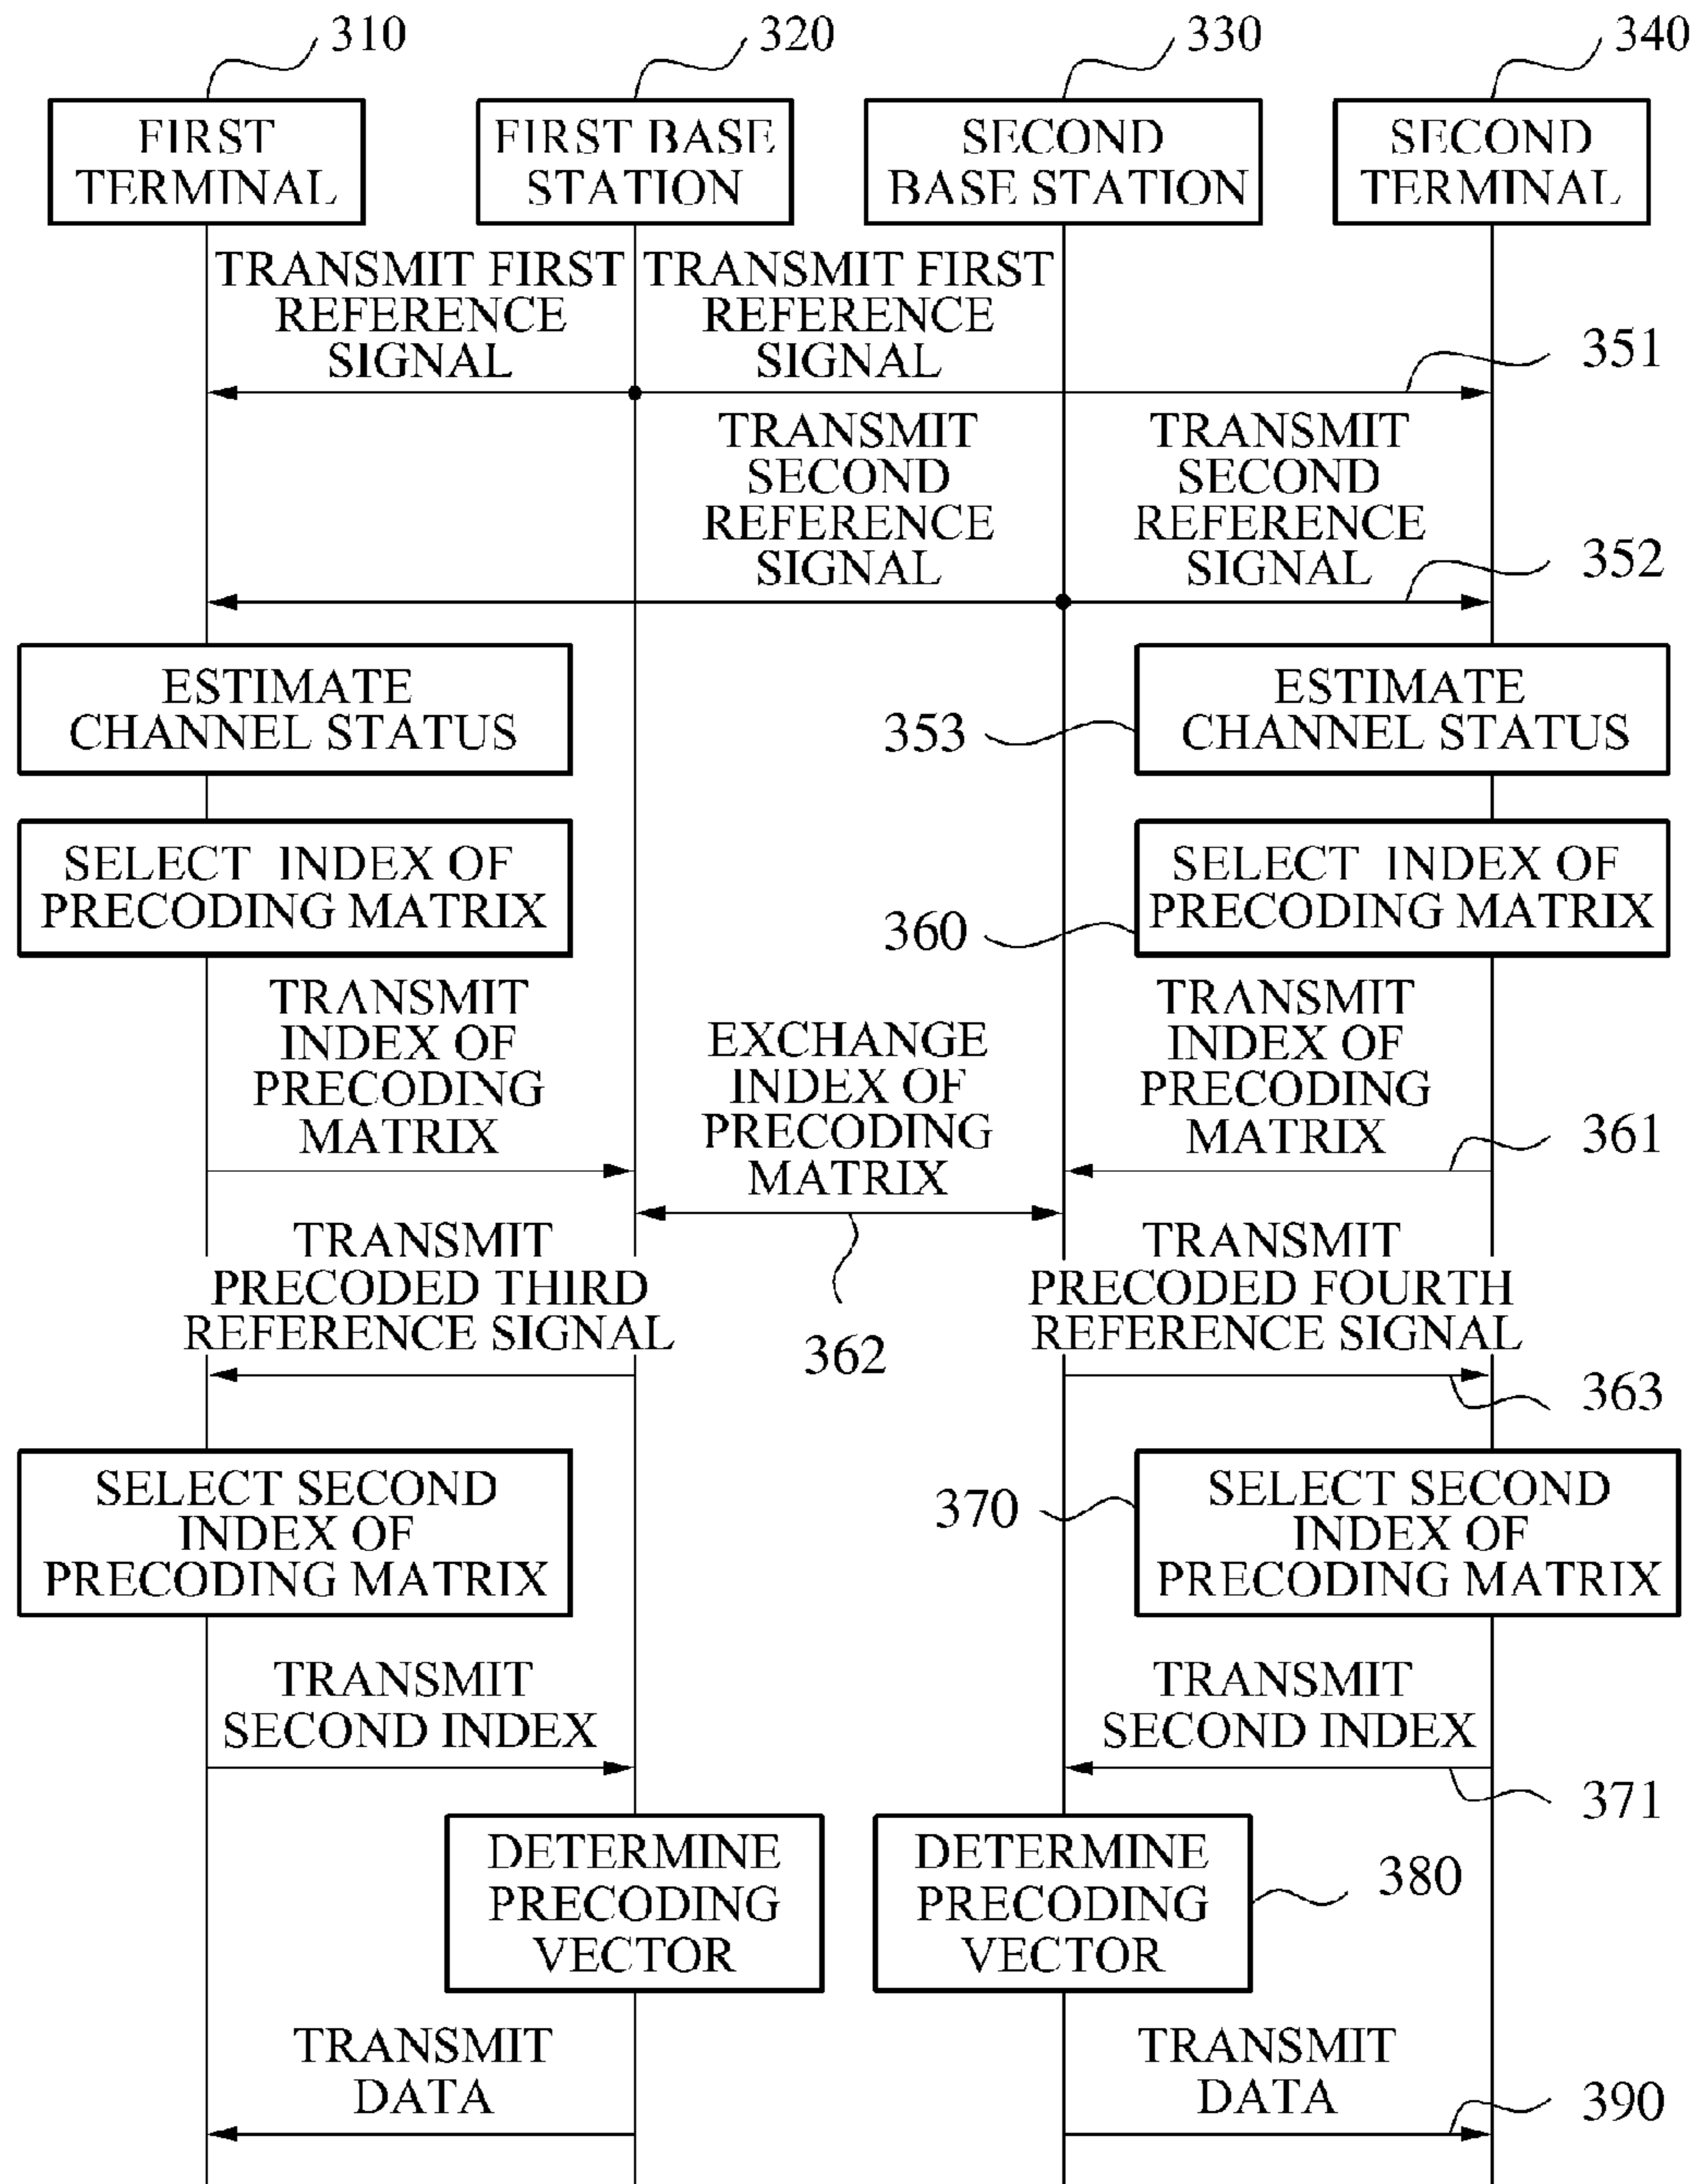 310
320
330
340
FIRST
TERMINAL
FIRST BASE
STATION
SECOND
BASE STATION
SECOND
TERMINAL
TRANSMIT FIRST
REFERENCE
SIGNAL
TRANSMIT FIRST
REFERENCE
SIGNAL
351
TRANSMIT
SECOND
REFERENCE
SIGNAL
TRANSMIT
SECOND
REFERENCE
SIGNAL
352
ESTIMATE
CHANNEL STATUS
353
ESTIMATE
CHANNEL STATUS
SELECT INDEX OF
PRECODING MATRIX
360
SELECT INDEX OF
PRECODING MATRIX
TRANSMIT
INDEX OF
PRECODING
MATRIX
EXCHANGE
INDEX OF
PRECODING
MATRIX
TRANSMIT
INDEX OF
PRECODING
MATRIX
361
362
TRANSMIT
PRECODED THIRD
REFERENCE SIGNAL
TRANSMIT
PRECODED FOURTH
REFERENCE SIGNAL
363
SELECT SECOND
INDEX OF
PRECODING MATRIX
370
SELECT SECOND
INDEX OF
PRECODING MATRIX
TRANSMIT
SECOND INDEX
TRANSMIT
SECOND INDEX
371
DETERMINE
PRECODING
VECTOR
DETERMINE
PRECODING
VECTOR
380
TRANSMIT
DATA
TRANSMIT
DATA
390